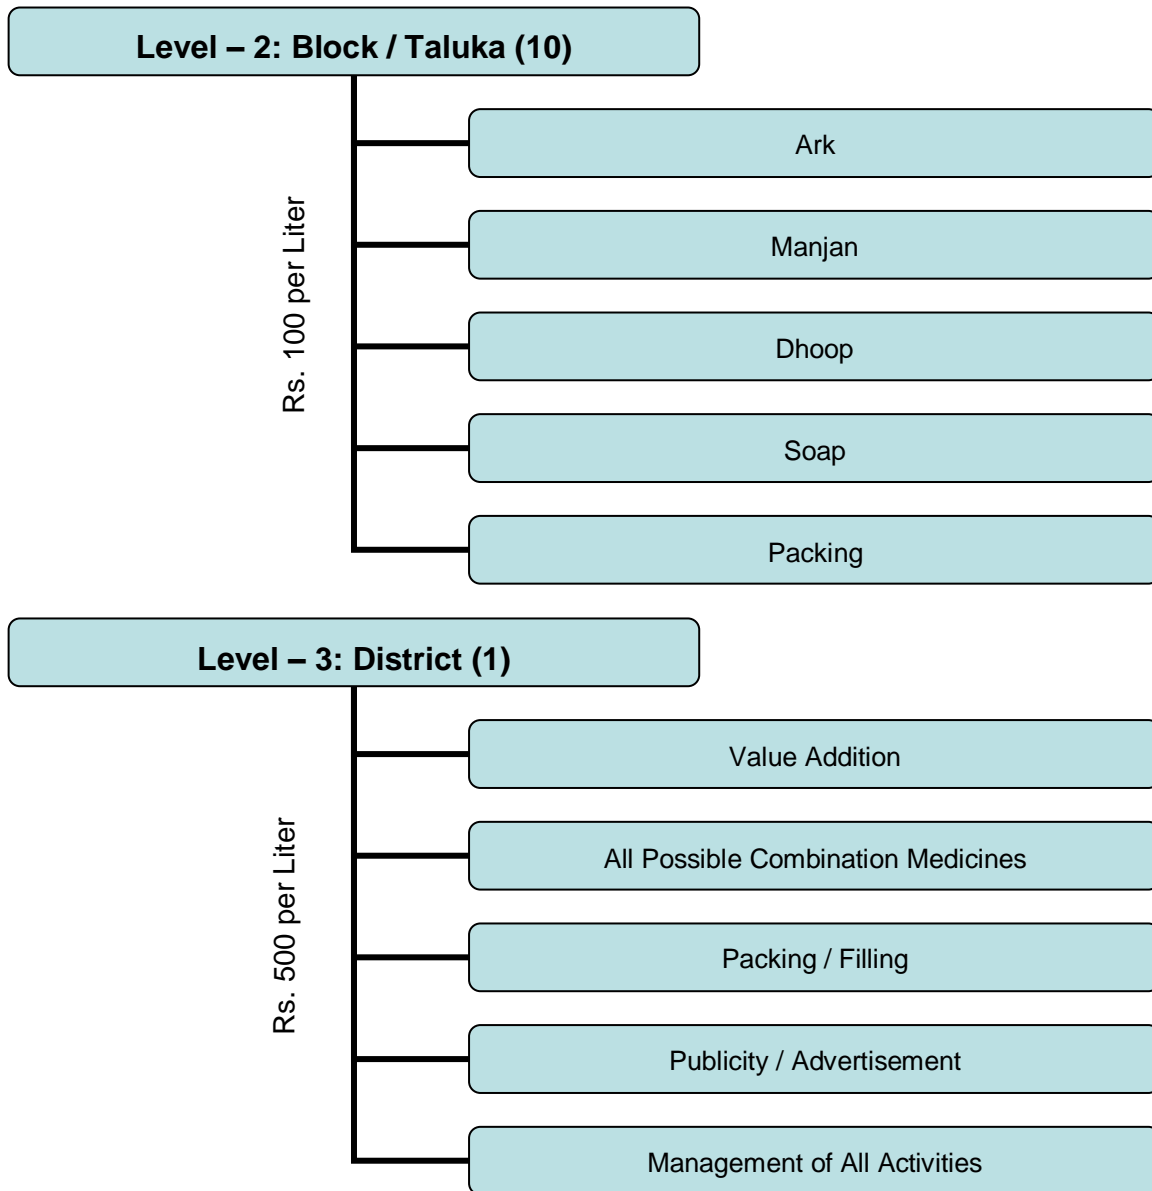 Level – 2: Block / Taluka (10)
Rs. 100 per Liter
Ark
Manjan
Dhoop
Soap
Packing
Level – 3: District (1)
Rs. 500 per Liter
Value Addition
All Possible Combination Medicines
Packing / Filling
Publicity / Advertisement
Management of All Activities